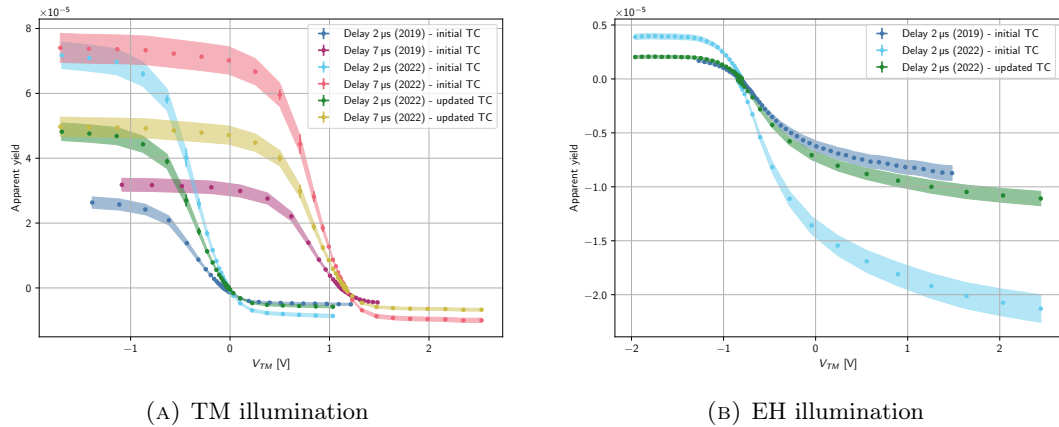 ×10⁻⁵
8
6
4
2
0
Apparent yield
−1
0
1
2
V_TM [V]
Delay 2 μs (2019) - initial TC
Delay 7 μs (2019) - initial TC
Delay 2 μs (2022) - initial TC
Delay 7 μs (2022) - initial TC
Delay 2 μs (2022) - updated TC
Delay 7 μs (2022) - updated TC
(A) TM illumination
×10⁻⁵
0.5
0.0
−0.5
−1.0
−1.5
−2.0
Apparent yield
−2
−1
0
1
2
V_TM [V]
Delay 2 μs (2019) - initial TC
Delay 2 μs (2022) - initial TC
Delay 2 μs (2022) - updated TC
(B) EH illumination